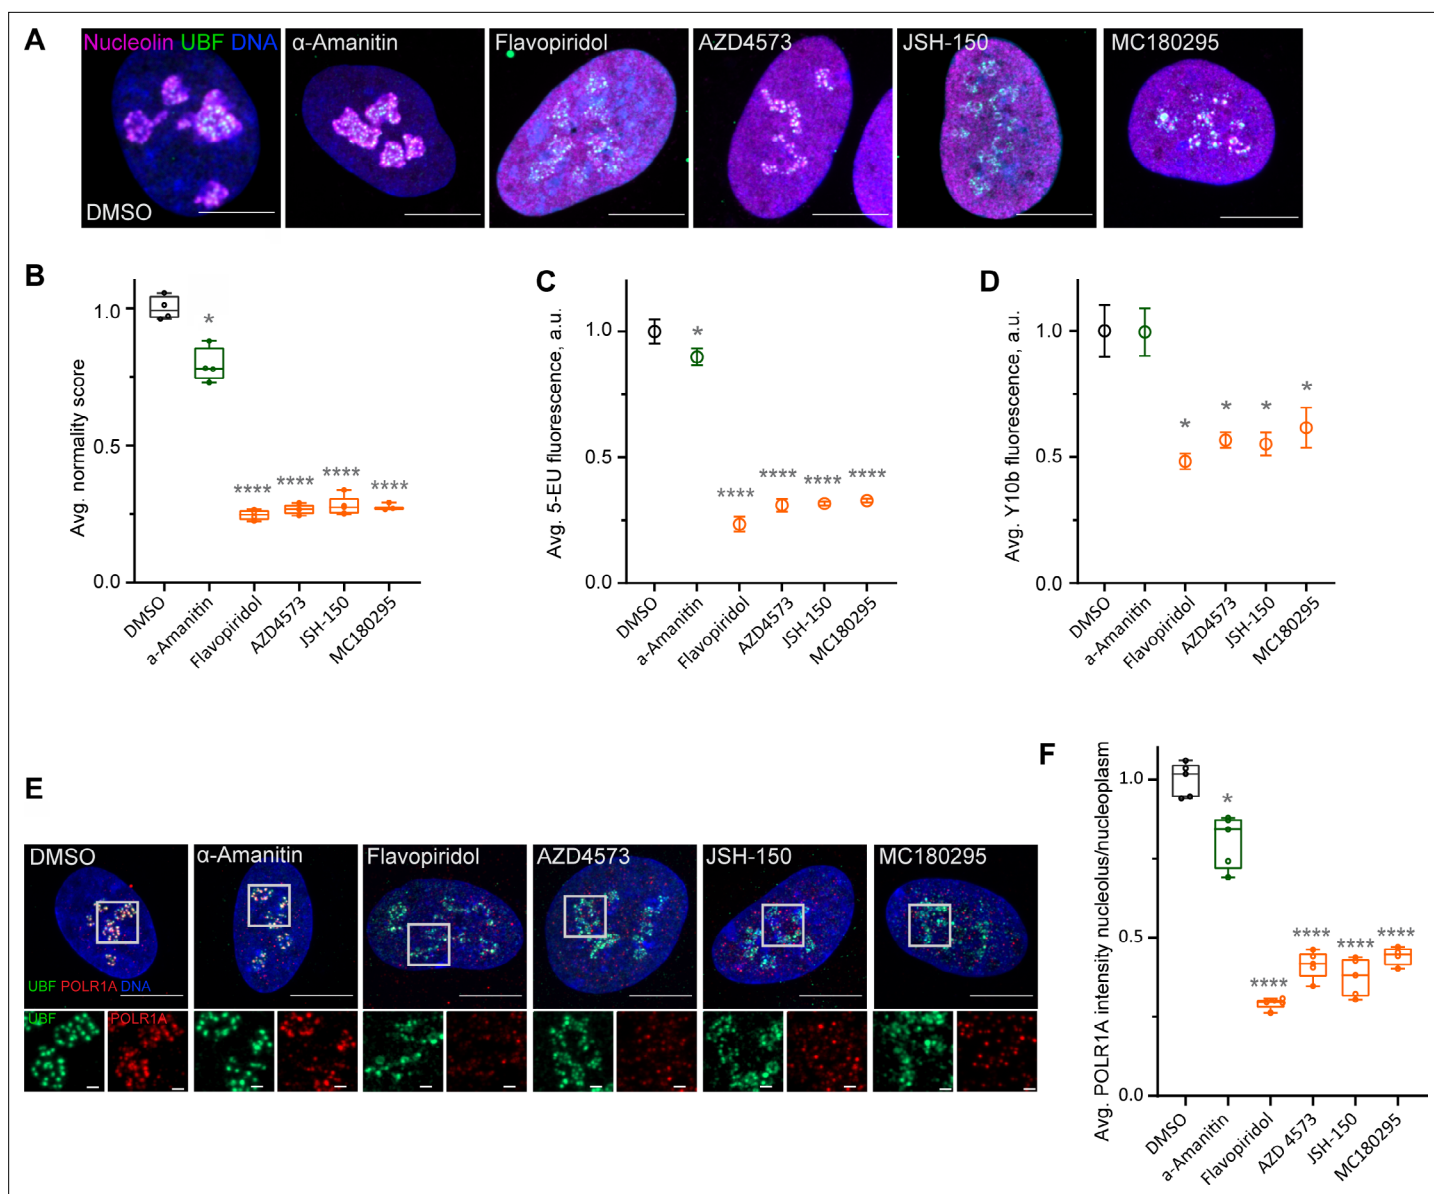 A
Nucleolin UBF DNA
DMSO
α-Amanitin
Flavopiridol
AZD4573
JSH-150
MC180295
B
Avg. normality score
1.0
0.5
0.0
*
****
****
****
****
DMSO
a-Amanitin
Flavopiridol
AZD4573
JSH-150
MC180295
C
Avg. 5-EU fluorescence, a.u.
1.0
0.5
0.0
*
****
****
****
****
DMSO
a-Amanitin
Flavopiridol
AZD4573
JSH-150
MC180295
D
Avg. Y10b fluorescence, a.u.
1.0
0.5
0.0
*
*
*
*
DMSO
a-Amanitin
Flavopiridol
AZD4573
JSH-150
MC180295
E
DMSO
UBF POLR1A DNA
UBF
POLR1A
α-Amanitin
Flavopiridol
AZD4573
JSH-150
MC180295
F
Avg. POLR1A intensity nucleolus/nucleoplasm
1.0
0.5
0.0
*
****
****
****
****
DMSO
a-Amanitin
Flavopiridol
AZD 4573
JSH-150
MC180295